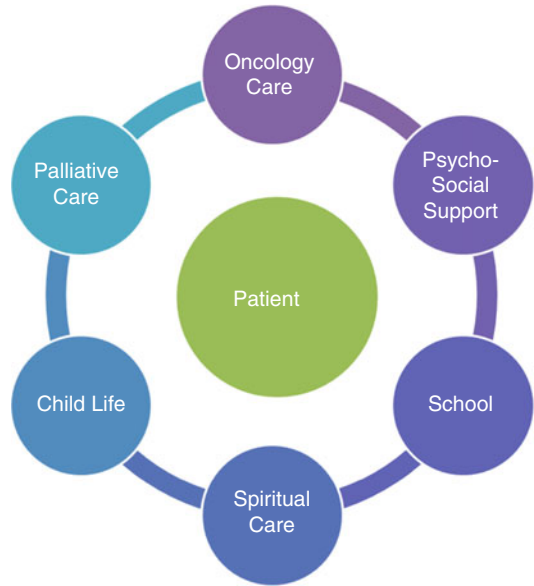 Oncology
Care
Psycho-
Social
Support
School
Spiritual
Care
Child Life
Palliative
Care
Patient